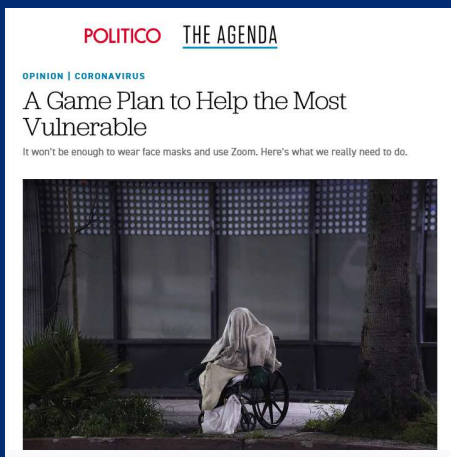 POLITICO THE AGENDA
OPINION | CORONAVIRUS
A Game Plan to Help the Most
Vulnerable
It won't be enough to wear face masks and use Zoom. Here's what we really need to do.